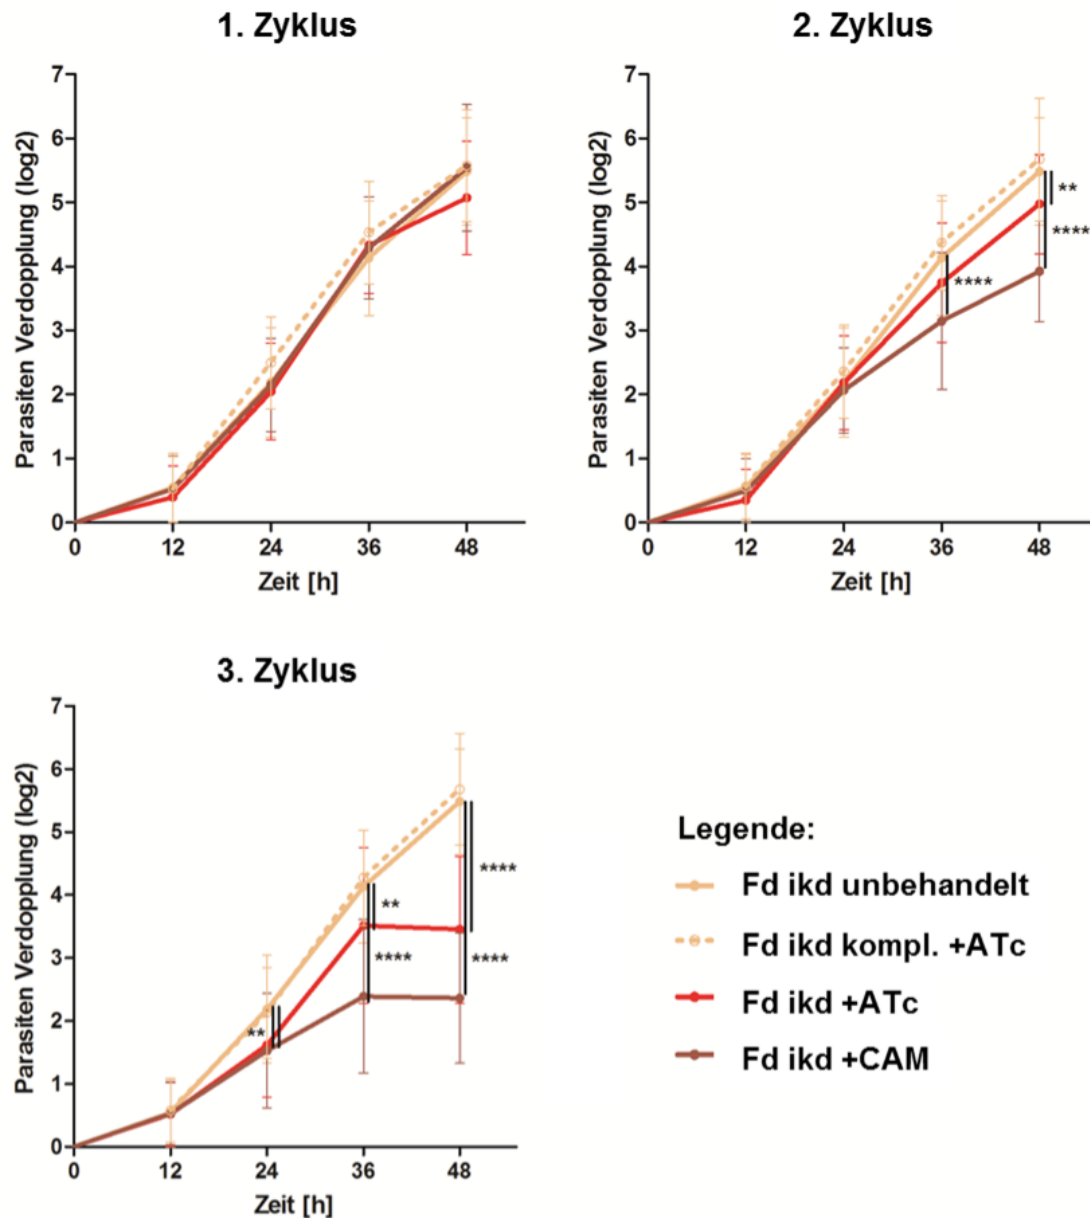 1. Zyklus
Parasiten Verdopplung (log2)
7
6
5
4
3
2
1
0
0 12 24 36 48
Zeit [h]
2. Zyklus
Parasiten Verdopplung (log2)
7
6
5
4
3
2
1
0
**
****
****
0 12 24 36 48
Zeit [h]
3. Zyklus
Parasiten Verdopplung (log2)
7
6
5
4
3
2
1
0
****
**
****
****
**
0 12 24 36 48
Zeit [h]
Legende:
Fd ikd unbehandelt
Fd ikd kompl. +ATc
Fd ikd +ATc
Fd ikd +CAM